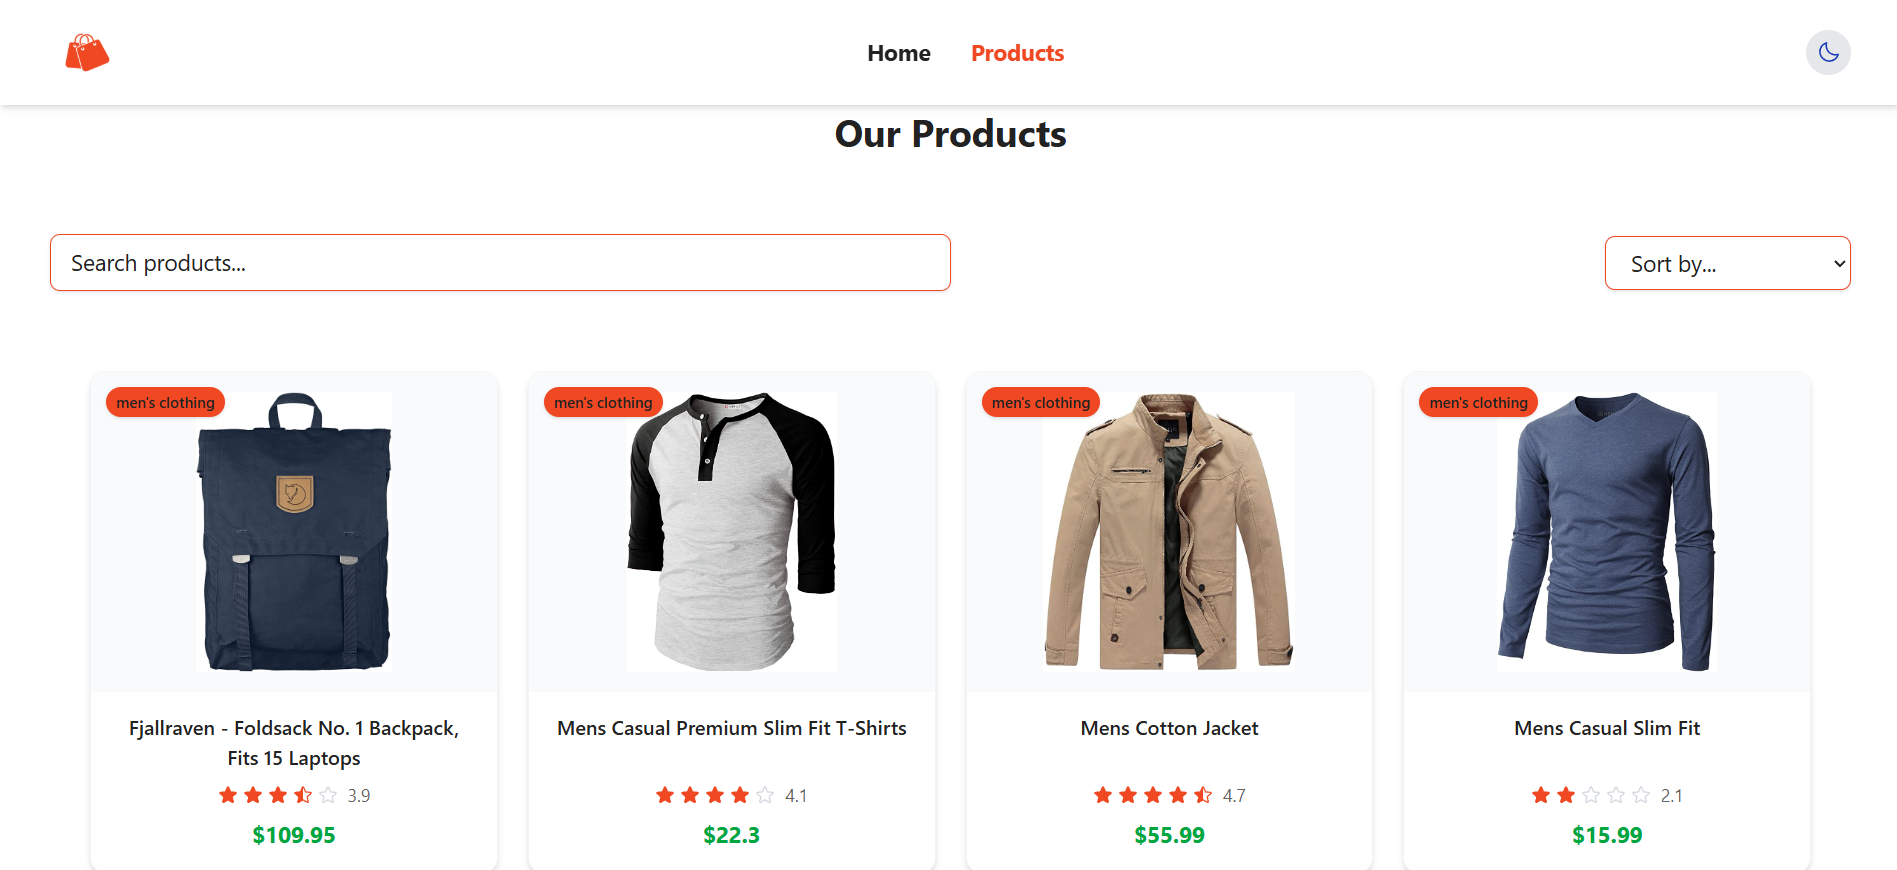 Home Products
Our Products
Search products...
Sort by...
men's clothing
men's clothing
men's clothing
men's clothing
Fjallraven - Foldsack No. 1 Backpack,
Fits 15 Laptops
3.9
$109.95
Mens Casual Premium Slim Fit T-Shirts
4.1
$22.3
Mens Cotton Jacket
4.7
$55.99
Mens Casual Slim Fit
2.1
$15.99